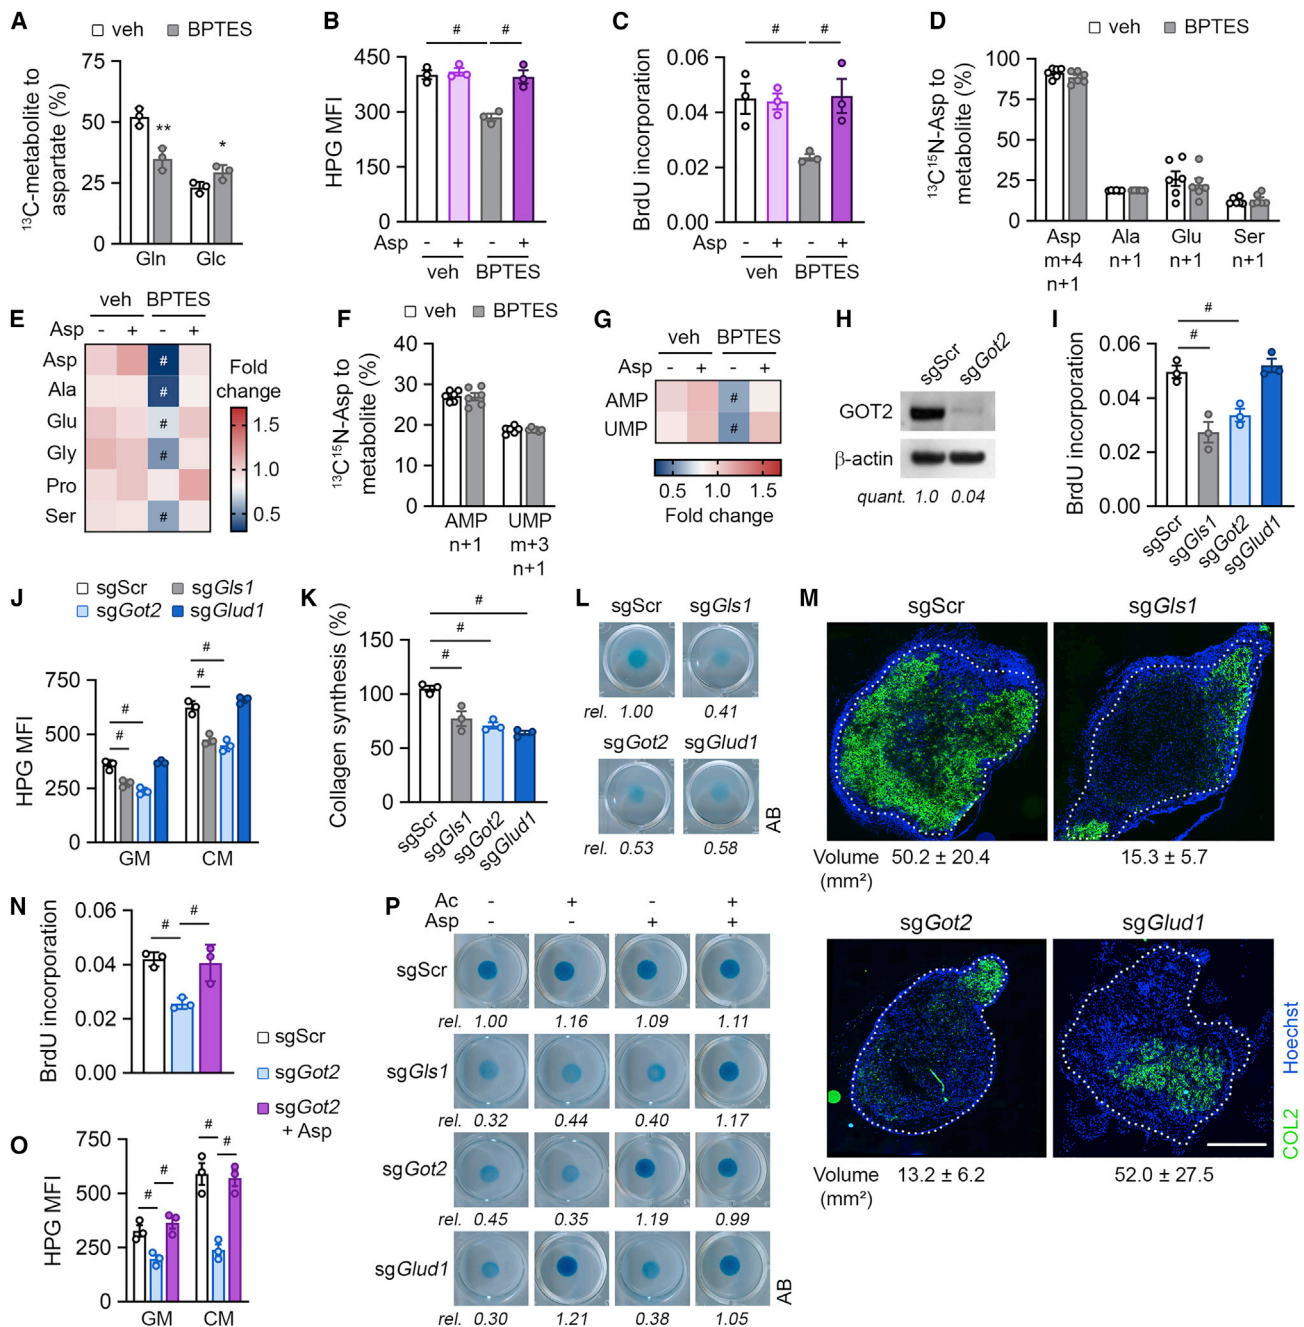 A
veh BPTES
¹³C-metabolite to
aspartate (%)
75
50
25
0
**
*
Gln Glc
B
# #
HPG MFI
450
300
150
0
Asp - + - +
veh BPTES
C
# #
BrdU incorporation
0.06
0.04
0.02
0.00
Asp - + - +
veh BPTES
D
veh BPTES
¹³C¹⁵N-Asp to
metabolite (%)
100
75
50
25
0
Asp Ala Glu Ser
m+4 n+1 n+1 n+1
n+1
E
veh BPTES
Asp - + - +
Asp #
Ala #
Glu #
Gly #
Pro
Ser #
Fold
change
1.5
1.0
0.5
F
veh BPTES
¹³C¹⁵N-Asp to
metabolite (%)
40
30
20
10
0
AMP UMP
n+1 m+3
n+1
G
veh BPTES
Asp - + - +
AMP #
UMP #
0.5 1.0 1.5
Fold change
H
sgScr sgGot2
GOT2
β-actin
quant. 1.0 0.04
I
#
#
BrdU incorporation
0.06
0.04
0.02
0.00
sgScr
sgGls1
sgGot2
sgGlud1
J
sgScr sgGls1
sgGot2 sgGlud1
HPG MFI
750
500
250
0
# # # #
GM CM
K
#
#
#
Collagen synthesis (%)
150
100
50
0
sgScr
sgGls1
sgGot2
sgGlud1
L
sgScr sgGls1
rel. 1.00 0.41
sgGot2 sgGlud1
rel. 0.53 0.58
AB
M
sgScr sgGls1
Volume 50.2 ± 20.4 15.3 ± 5.7
(mm²)
sgGot2 sgGlud1
Volume 13.2 ± 6.2 52.0 ± 27.5
(mm²)
COL2 Hoechst
N
# #
BrdU incorporation
0.06
0.04
0.02
0.00
sgScr
sgGot2
sgGot2
+ Asp
O
HPG MFI
750
500
250
0
# # # #
GM CM
P
Ac - + - +
Asp - - + +
sgScr
rel. 1.00 1.16 1.09 1.11
sgGls1
rel. 0.32 0.44 0.40 1.17
sgGot2
rel. 0.45 0.35 1.19 0.99
sgGlud1
rel. 0.30 1.21 0.38 1.05
AB